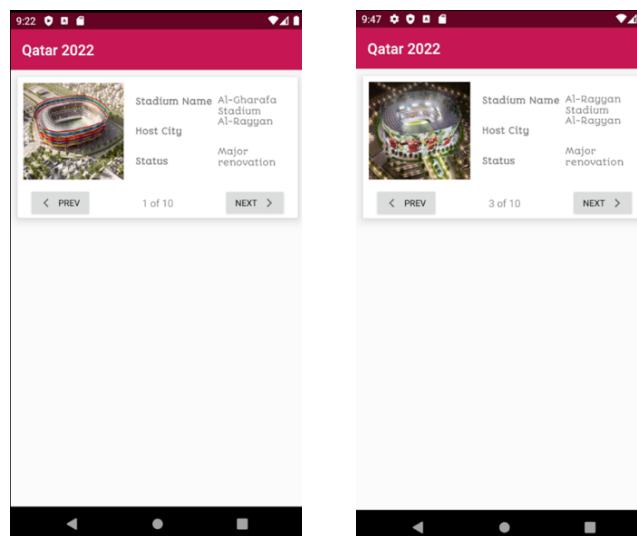 9:22
Qatar 2022
Stadium Name Al-Gharafa
Stadium
Host City Al-Rayyan
Status Major
renovation
PREV 1 of 10 NEXT
9:47
Qatar 2022
Stadium Name Al-Rayyan
Stadium
Host City Al-Rayyan
Status Major
renovation
PREV 3 of 10 NEXT